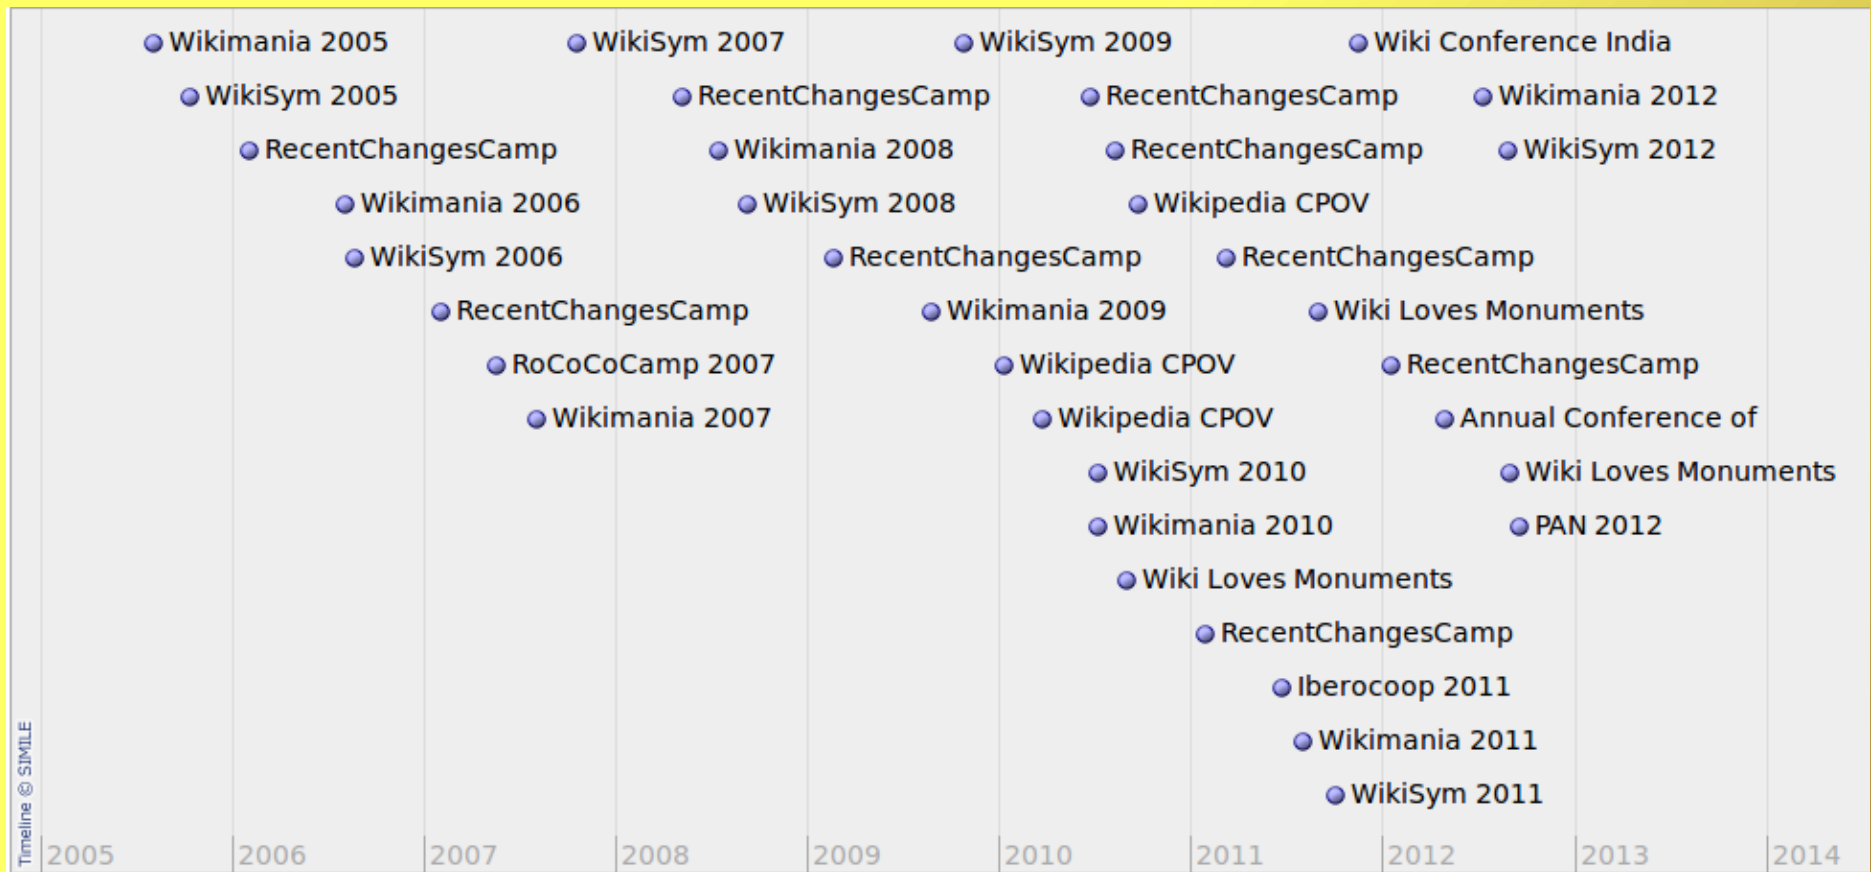 Wikimania 2005 WikiSym 2007 WikiSym 2009 Wiki Conference India
WikiSym 2005 RecentChangesCamp RecentChangesCamp Wikimania 2012
RecentChangesCamp Wikimania 2008 RecentChangesCamp WikiSym 2012
Wikimania 2006 WikiSym 2008 Wikipedia CPOV
WikiSym 2006 RecentChangesCamp RecentChangesCamp
RecentChangesCamp Wikimania 2009 Wiki Loves Monuments
RoCoCoCamp 2007 Wikipedia CPOV RecentChangesCamp
Wikimania 2007 Wikipedia CPOV Annual Conference of
WikiSym 2010 Wiki Loves Monuments
Wikimania 2010 PAN 2012
Wiki Loves Monuments
RecentChangesCamp
Iberocoop 2011
Wikimania 2011
WikiSym 2011
Timeline © SIMILE
2005 2006 2007 2008 2009 2010 2011 2012 2013 2014